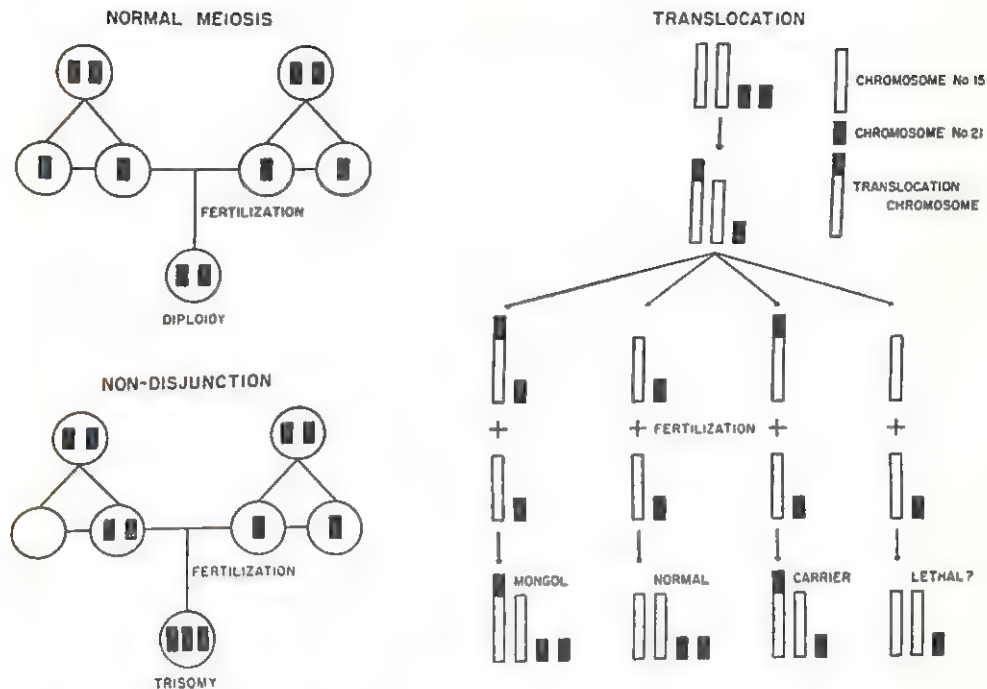 NORMAL MEIOSIS
FERTILIZATION
DIPLOIDY
NON-DISJUNCTION
FERTILIZATION
TRISOMY
TRANSLOCATION
CHROMOSOME No 15
CHROMOSOME No 21
TRANSLOCATION
CHROMOSOME
+ + FERTILIZATION + +
MONGOL NORMAL CARRIER LETHAL?